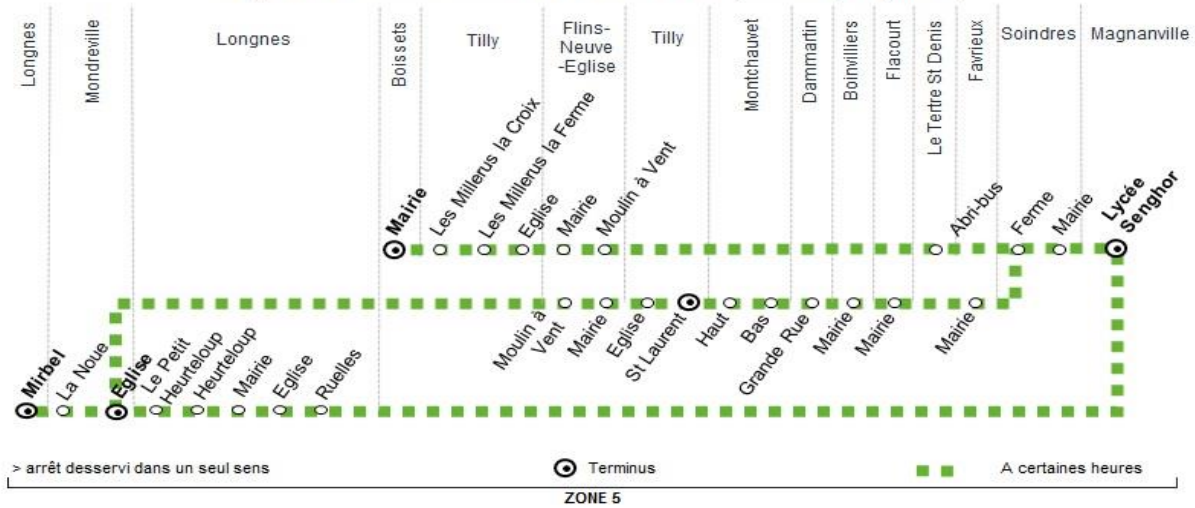 Longnes
Mondreville
Longnes
Boissets
Tilly
Flins-
Neuve
-Eglise
Tilly
Montchauvet
Dammartin
Boinvilliers
Flacourt
Le Tertre St Denis
Favrieux
Soindres
Magnanville
Mairie
Les Millerus la Croix
Les Millerus la Ferme
Eglise
Mairie
Moulin à Vent
Abri-bus
Ferme
Mairie
Lycée
Senghor
Moulin à
Vent
Mairie
Eglise
St Laurent
Haut
Bas
Grande Rue
Mairie
Mairie
Mairie
Mirbel
La Noue
Eglise
Le Petit
Heurteloup
Heurteloup
Mairie
Eglise
Ruelles
> arrêt desservi dans un seul sens
Terminus
A certaines heures
ZONE 5